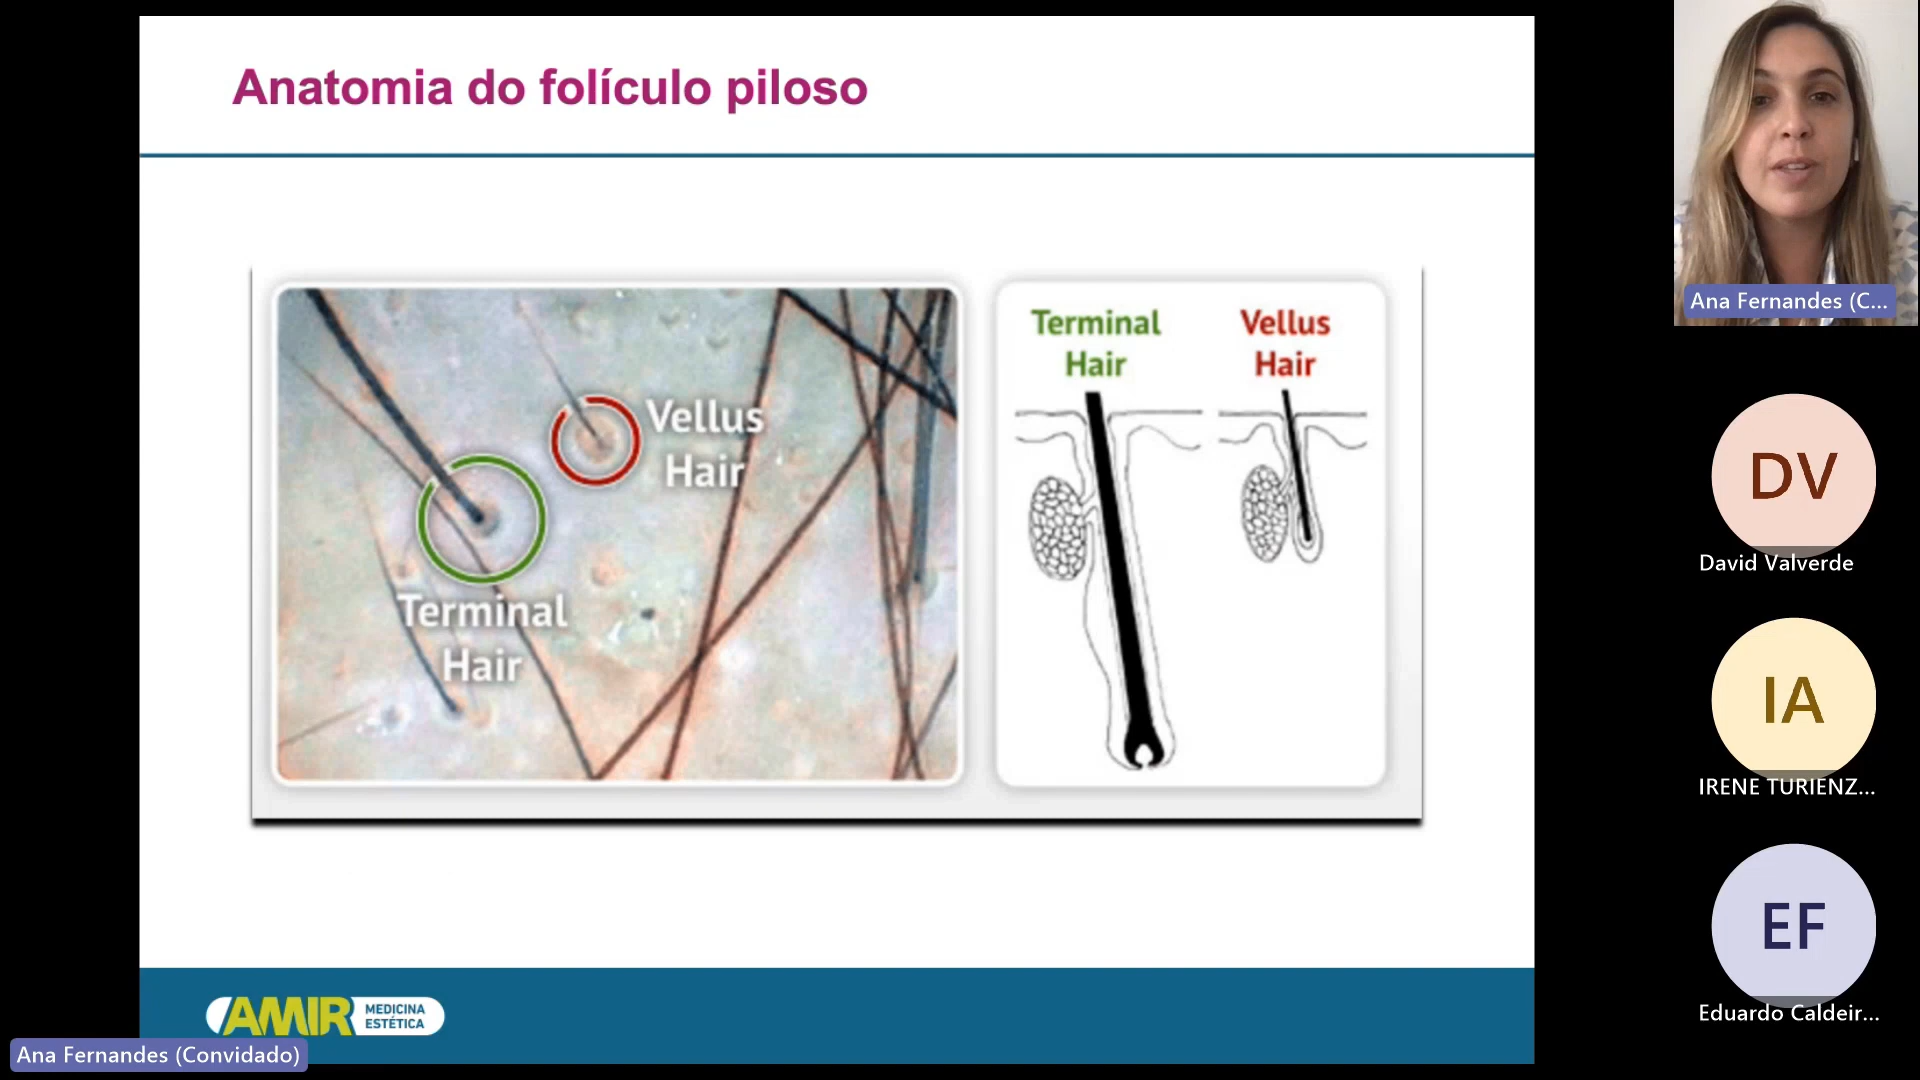 Anatomia do folículo piloso
Vellus
Hair
Terminal
Hair
Terminal
Hair
Vellus
Hair
AMIR
MEDICINA
ESTÉTICA
Ana Fernandes (Convidado)
Ana Fernandes (C...
DV
David Valverde
IA
IRENE TURIENZ...
EF
Eduardo Caldeir...